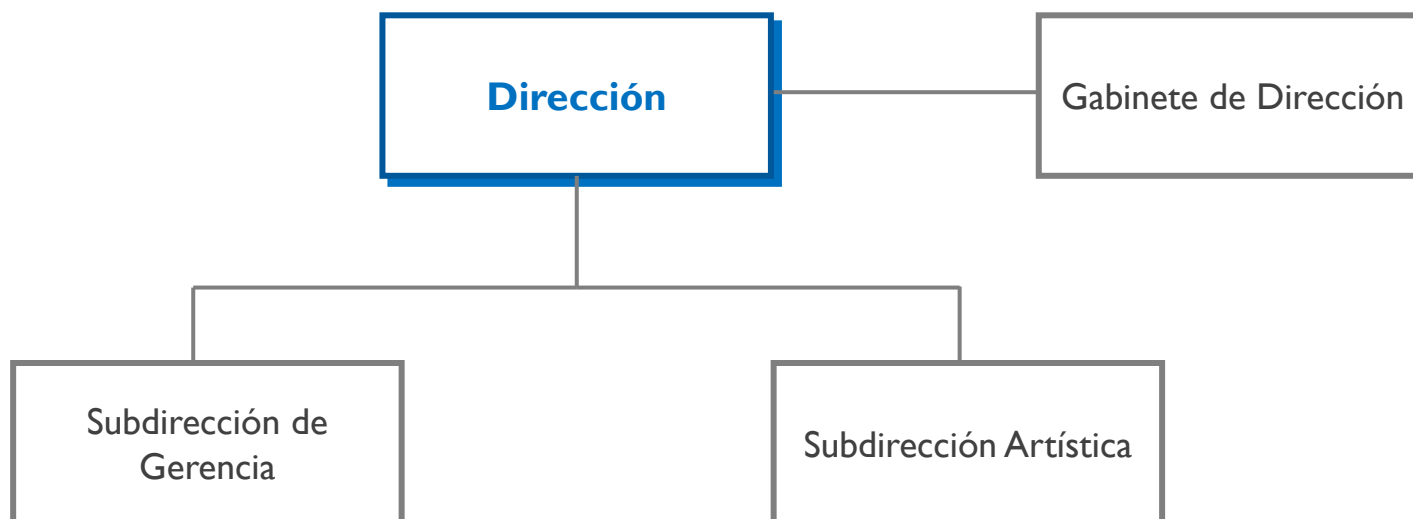 Dirección
Gabinete de Dirección
Subdirección de
Gerencia
Subdirección Artística